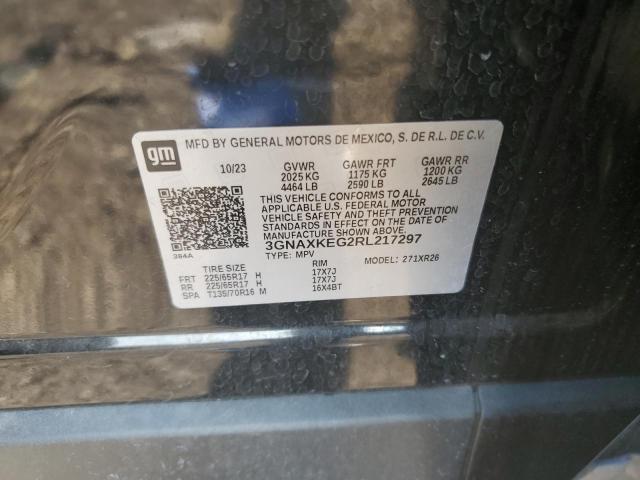 gm
MFD BY GENERAL MOTORS DE MEXICO, S. DE R.L. DE C.V.
10/23 GVWR GAWR FRT GAWR RR
2025 KG 1175 KG 1200 KG
4464 LB 2590 LB 2645 LB
THIS VEHICLE CONFORMS TO ALL
APPLICABLE U.S. FEDERAL MOTOR
VEHICLE SAFETY AND THEFT PREVENTION
STANDARDS IN EFFECT ON THE DATE OF
MANUFACTURE SHOWN ABOVE.
3GNAXKEG2RL217297
384A TYPE: MPV MODEL: 271XR26
TIRE SIZE RIM
FRT 225/65R17 H 17X7J
RR 225/65R17 H 17X7J
SPA T135/70R16 M 16X4BT